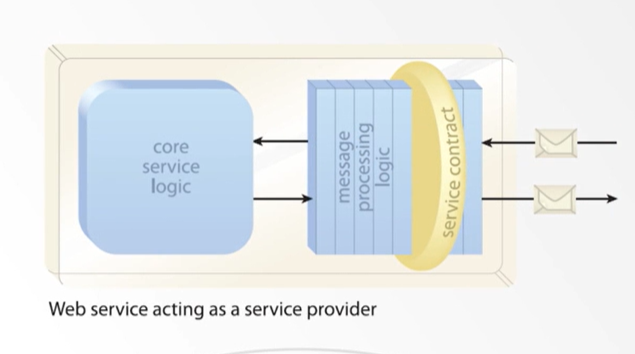 core
service
logic
message
processing
logic
service contract
Web service acting as a service provider